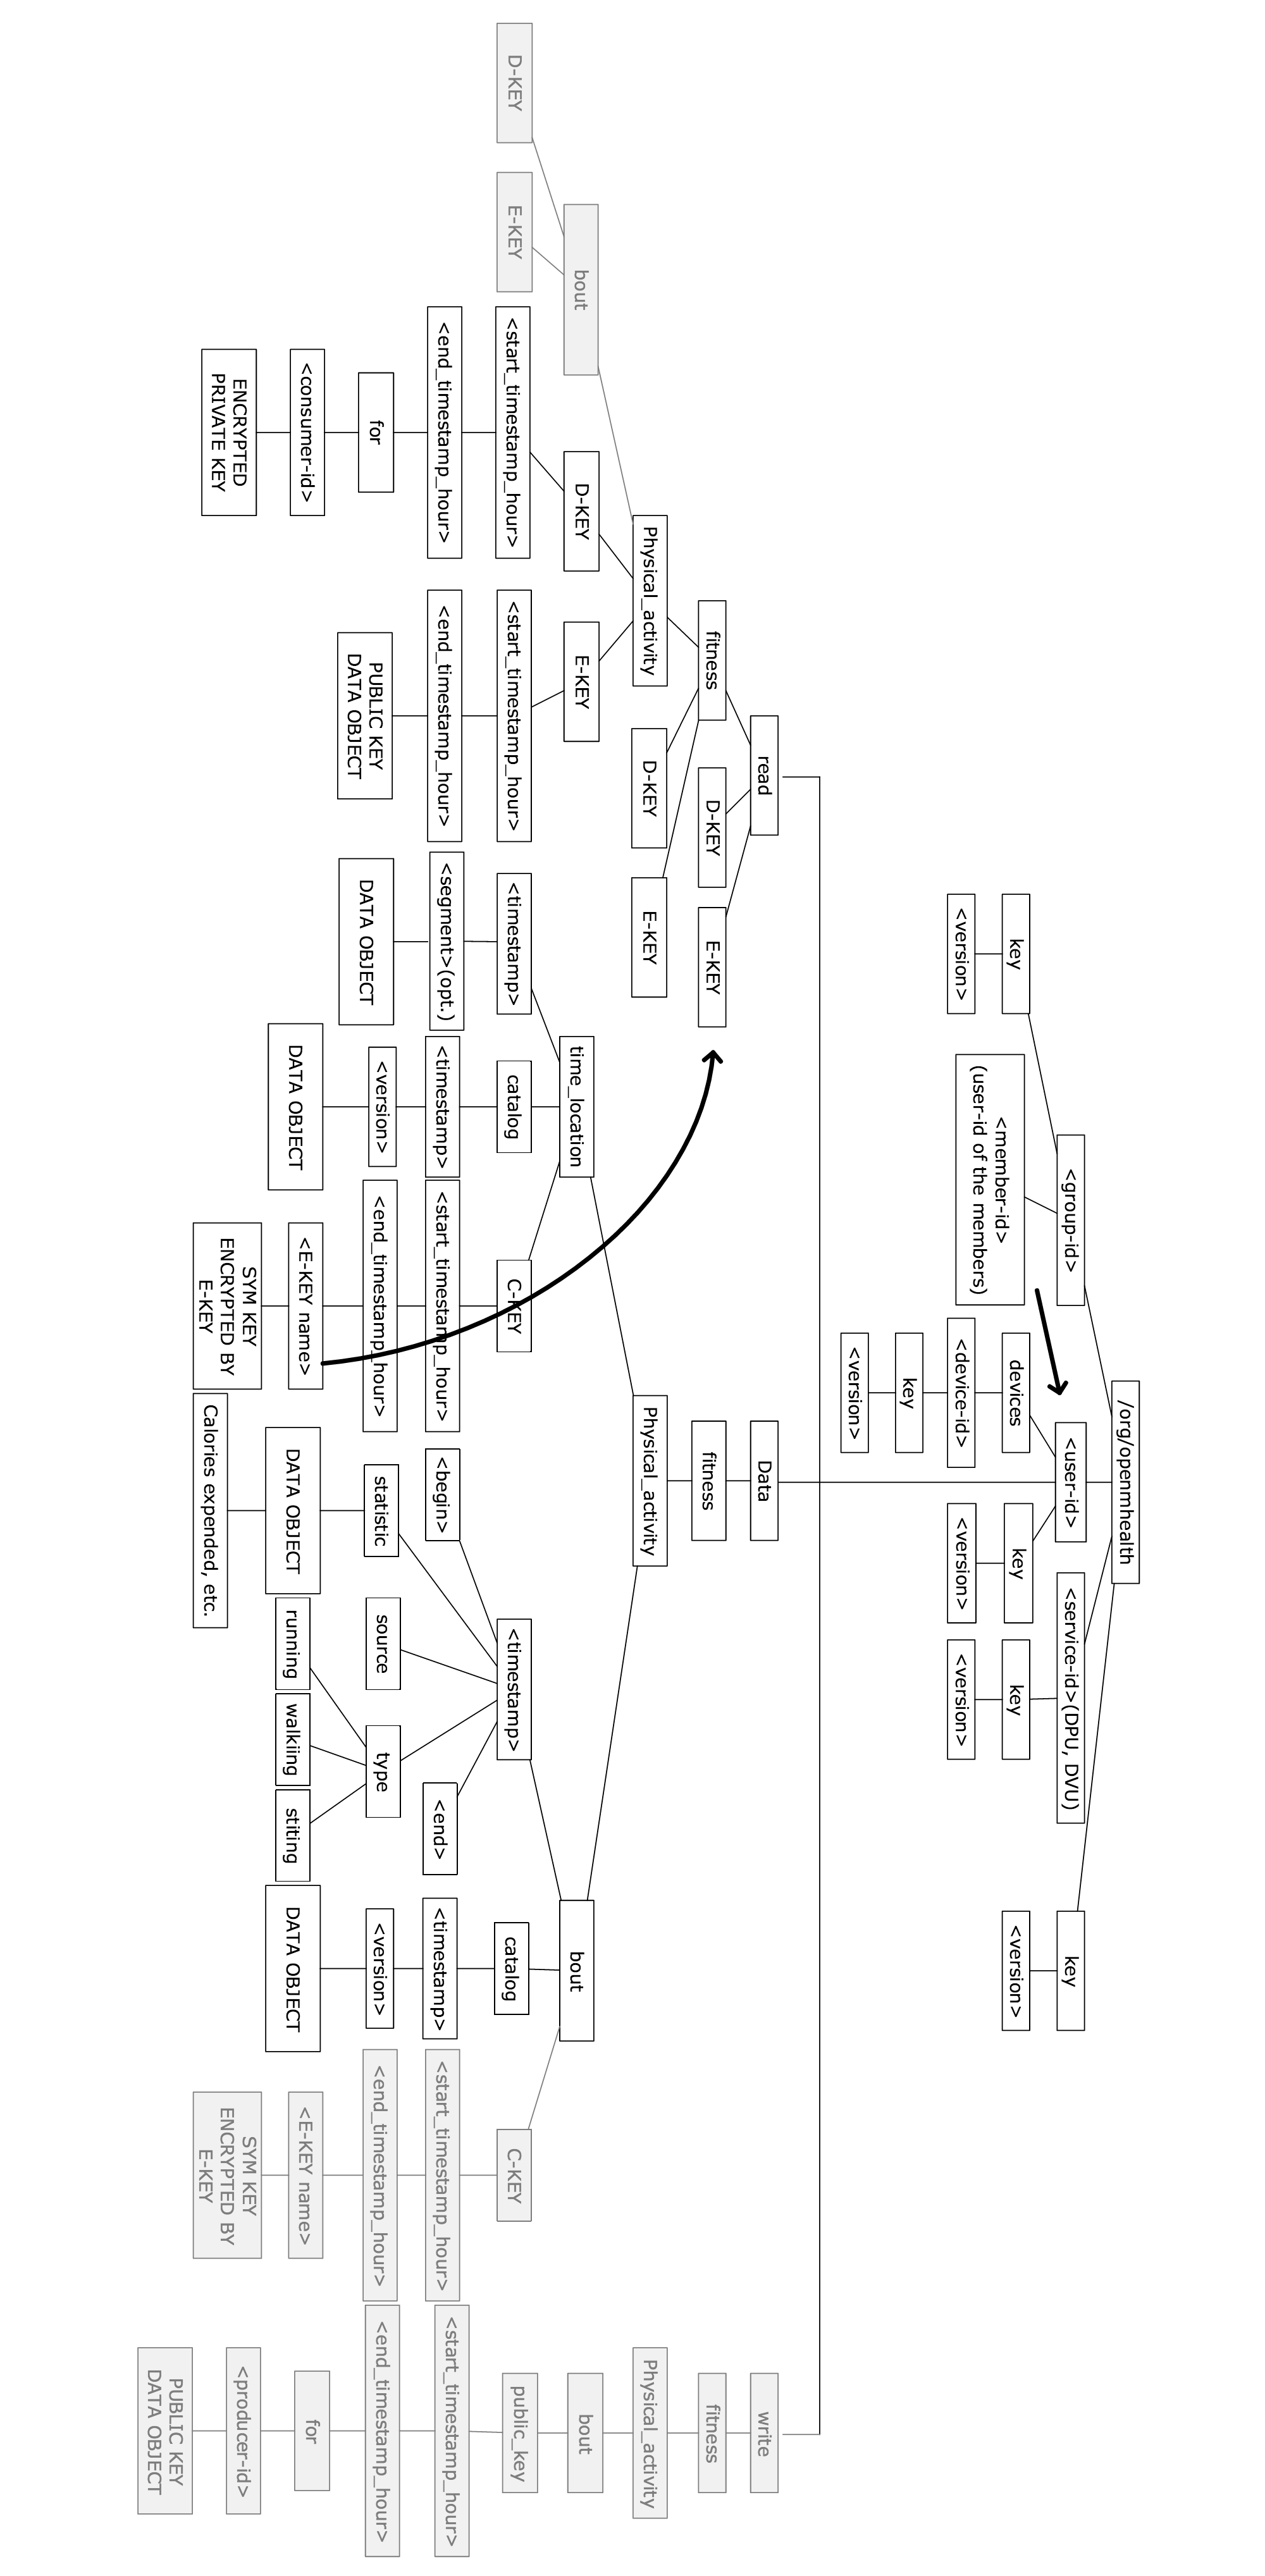 /org/openmhealth
<group-id>
<user-id>
<service-id>(DPU, DVU)
key
key
<member-id>
(user-id of the members)
devices
key
key
<version>
<version>
<device-id>
<version>
<version>
key
<version>
read
Data
write
fitness
D-KEY
E-KEY
fitness
fitness
Physical_activity
D-KEY
E-KEY
Physical_activity
Physical_activity
bout
D-KEY
E-KEY
time_location
bout
bout
D-KEY
E-KEY
<start_timestamp_hour>
<start_timestamp_hour>
<timestamp>
catalog
C-KEY
<timestamp>
catalog
C-KEY
public_key
<end_timestamp_hour>
<end_timestamp_hour>
<segment>(opt.)
<timestamp>
<start_timestamp_hour>
<begin>
<end>
<timestamp>
<start_timestamp_hour>
<start_timestamp_hour>
for
PUBLIC KEY
DATA OBJECT
DATA OBJECT
<version>
<end_timestamp_hour>
statistic
source
type
<version>
<end_timestamp_hour>
<end_timestamp_hour>
<consumer-id>
DATA OBJECT
<E-KEY name>
DATA OBJECT
running
walkiing
stiting
DATA OBJECT
<E-KEY name>
for
ENCRYPTED
PRIVATE KEY
SYM KEY
ENCRYPTED BY
E-KEY
Calories expended, etc.
SYM KEY
ENCRYPTED BY
E-KEY
<producer-id>
PUBLIC KEY
DATA OBJECT